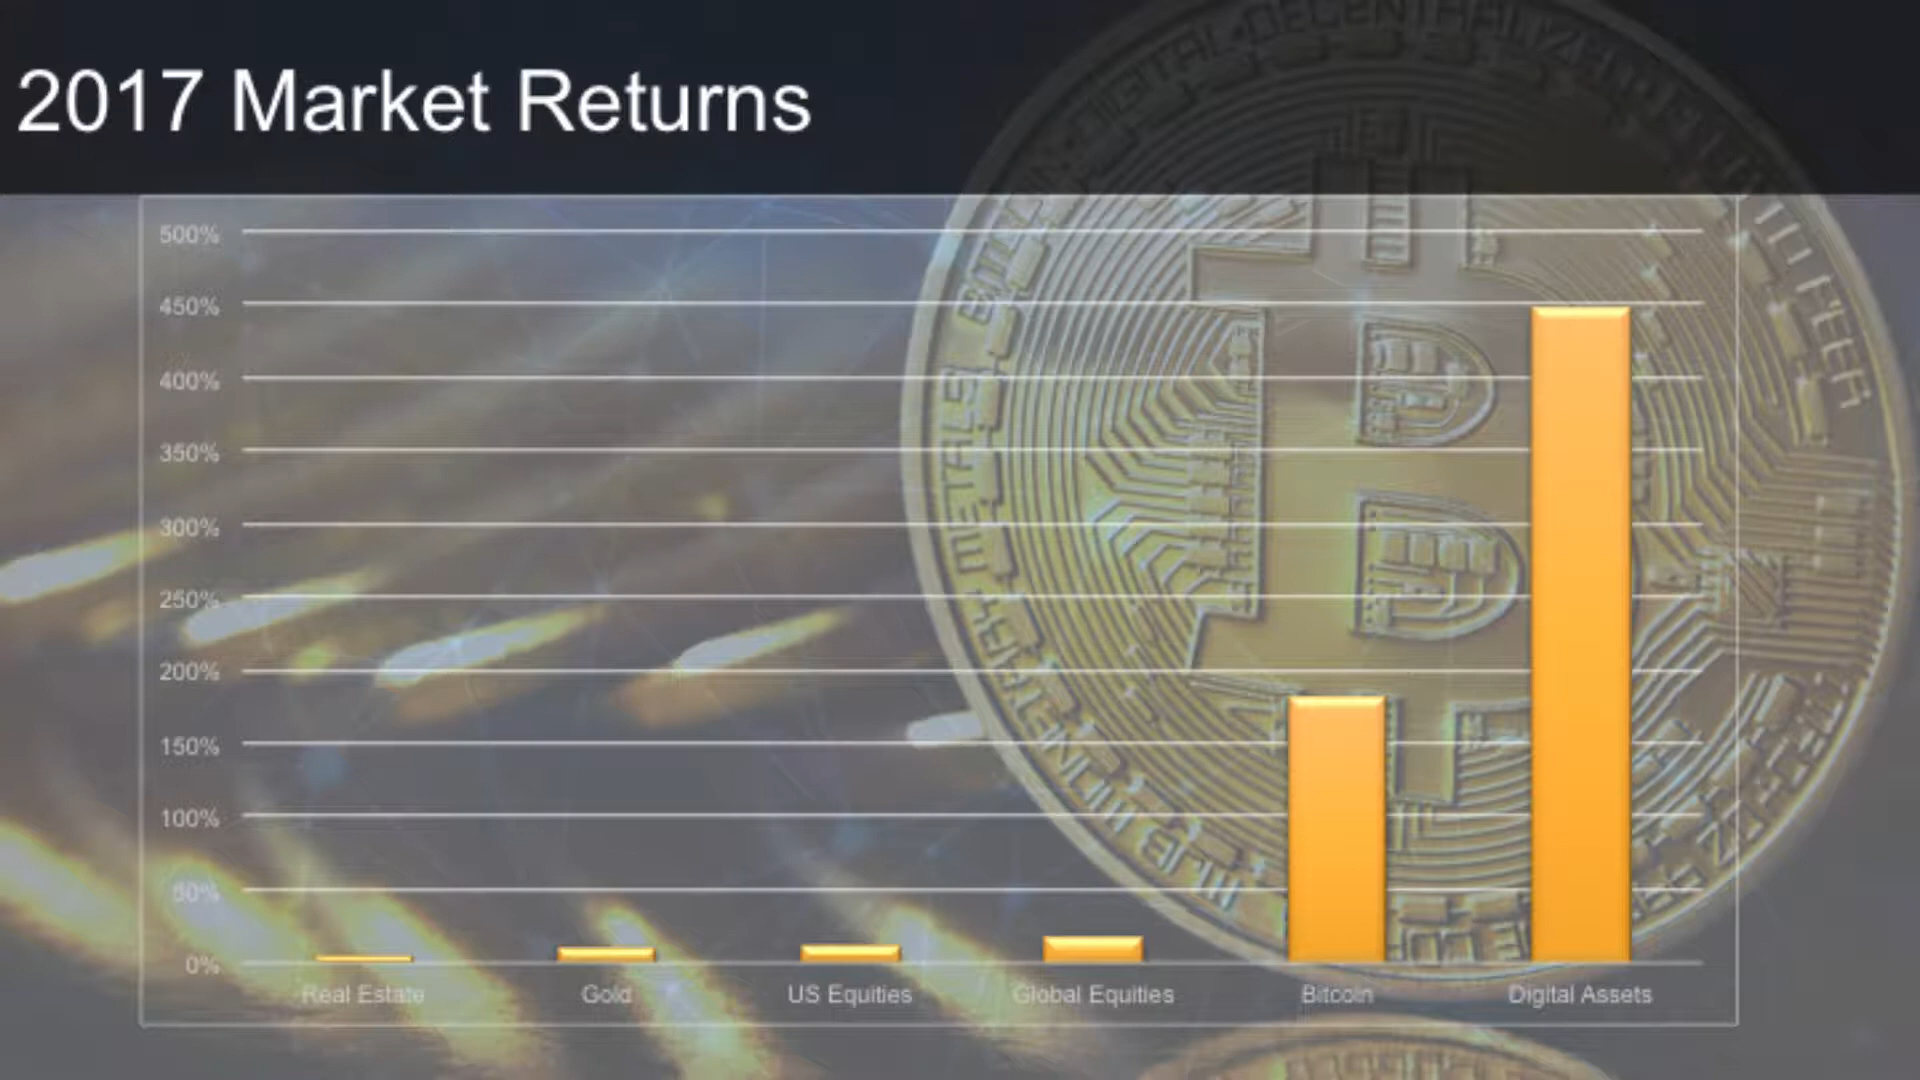 2017 Market Returns
500%
450%
400%
350%
300%
250%
200%
150%
100%
50%
0%
Real Estate
Gold
US Equities
Global Equities
Bitcoin
Digital Assets